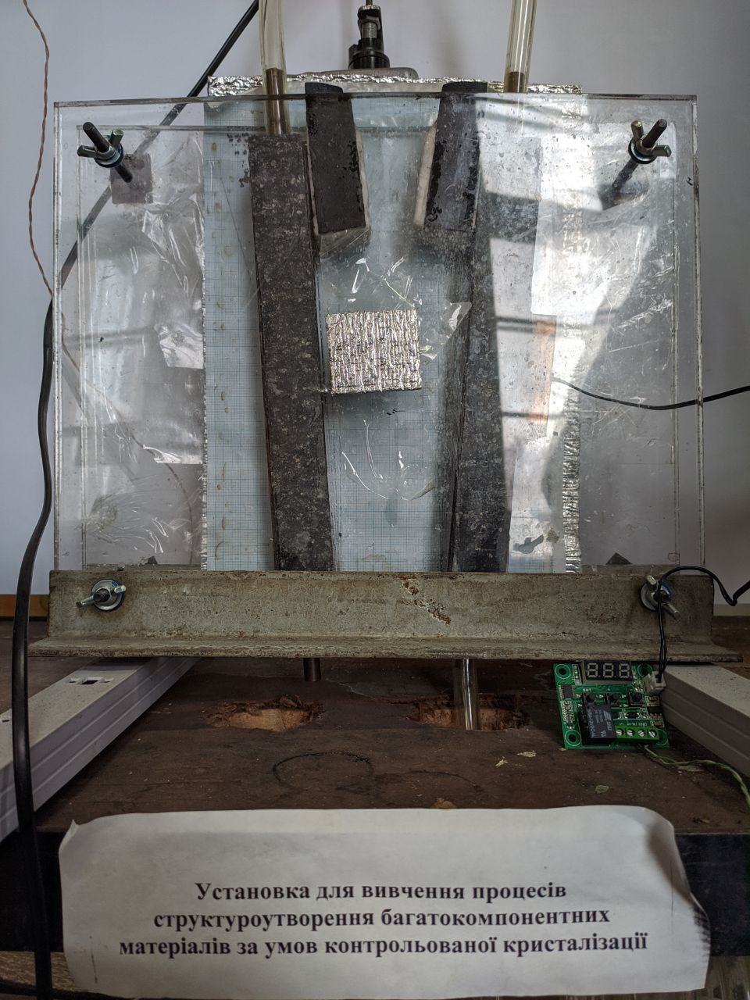 Установка для вивчення процесів
структуроутворення багатокомпонентних
матеріалів за умов контрольованої кристалізації